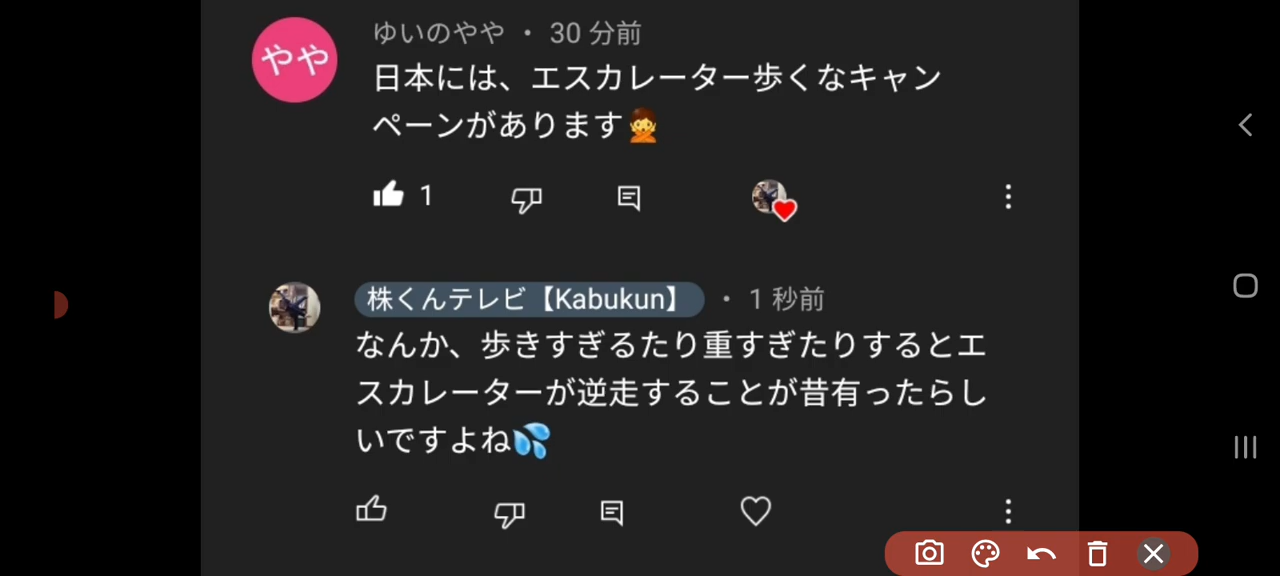 やや
ゆいのやや ・ 30 分前
日本には、エスカレーター歩くなキャン
ペーンがあります🙅
1
株くんテレビ【Kabukun】 ・ 1 秒前
なんか、歩きすぎるたり重すぎたりするとエ
スカレーターが逆走することが昔有ったらし
いですよね💦